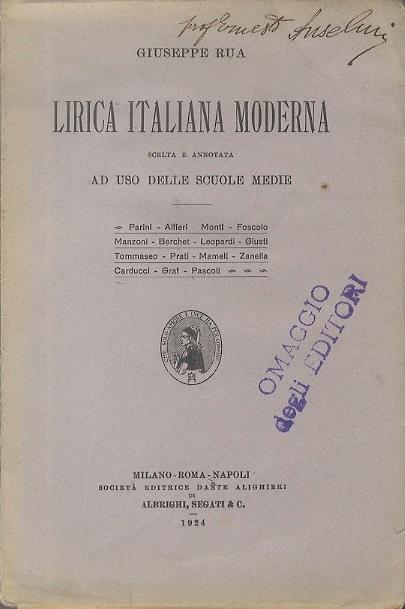 prof Ernesto Anselmi
GIUSEPPE RUA
LIRICA ITALIANA MODERNA
SCELTA E ANNOTATA
AD USO DELLE SCUOLE MEDIE
Parini - Alfieri Monti - Foscolo
Manzoni - Berchet - Leopardi - Giusti
Tommaseo - Prati - Mameli - Zanella
Carducci - Graf - Pascoli
OMAGGIO
degli EDITORI
MILANO - ROMA - NAPOLI
SOCIETÀ EDITRICE DANTE ALIGHIERI
DI
ALBRIGHI, SEGATI & C.
1924